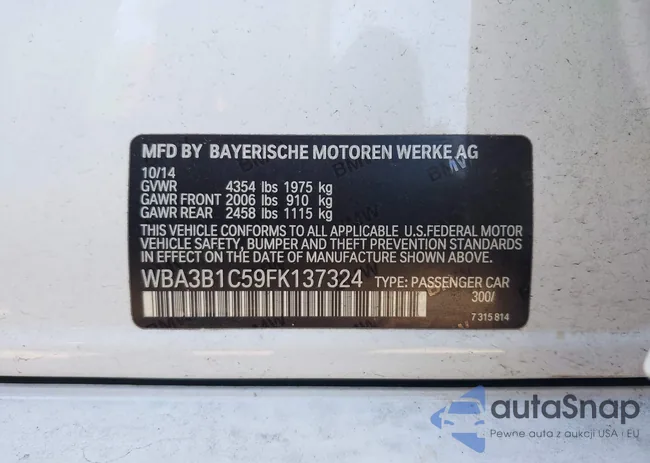 MFD BY BAYERISCHE MOTOREN WERKE AG
10/14
GVWR 4354 lbs 1975 kg
GAWR FRONT 2006 lbs 910 kg
GAWR REAR 2458 lbs 1115 kg
THIS VEHICLE CONFORMS TO ALL APPLICABLE U.S.FEDERAL MOTOR
VEHICLE SAFETY, BUMPER AND THEFT PREVENTION STANDARDS
IN EFFECT ON THE DATE OF MANUFACTURE SHOWN ABOVE.
WBA3B1C59FK137324 TYPE: PASSENGER CAR
300/
7 315 814
autoSnap
Pewne auta z aukcji USA i EU